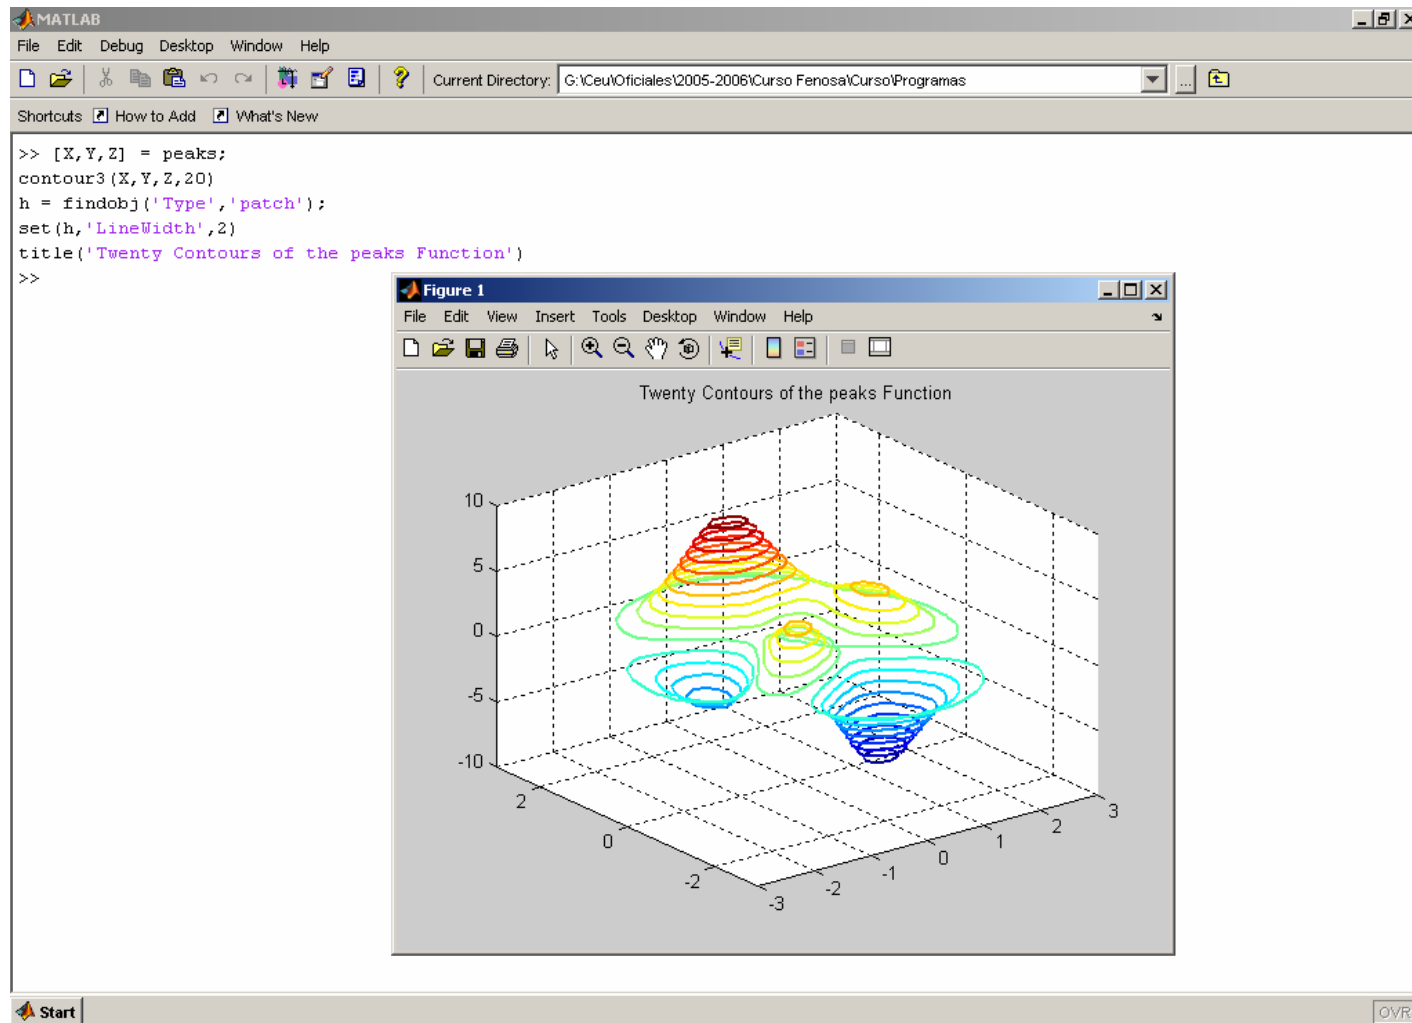 MATLAB
File Edit Debug Desktop Window Help
Current Directory: G:\Ceu\Oficiales\2005-2006\Curso Fenosa\Curso\Programas
Shortcuts How to Add What's New
>> [X,Y,Z] = peaks;
contour3(X,Y,Z,20)
h = findobj('Type','patch');
set(h,'LineWidth',2)
title('Twenty Contours of the peaks Function')
>>
Figure 1
File Edit View Insert Tools Desktop Window Help
Twenty Contours of the peaks Function
10
5
0
-5
-10
2
0
-2
-3
-2
-1
0
1
2
3
Start
OVR